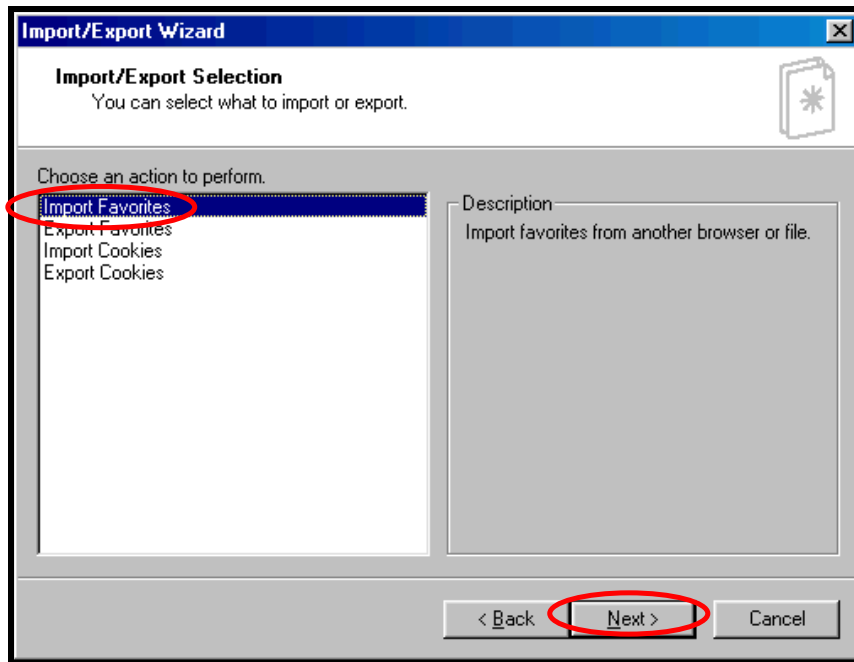 Import/Export Wizard
Import/Export Selection
You can select what to import or export.
Choose an action to perform.
Import Favorites
Export Favorites
Import Cookies
Export Cookies
Description
Import favorites from another browser or file.
< Back
Next >
Cancel